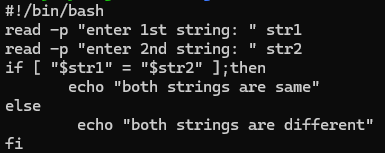 #!/bin/bash
read -p "enter 1st string: " str1
read -p "enter 2nd string: " str2
if [ "$str1" = "$str2" ];then
       echo "both strings are same"
else
        echo "both strings are different"
fi